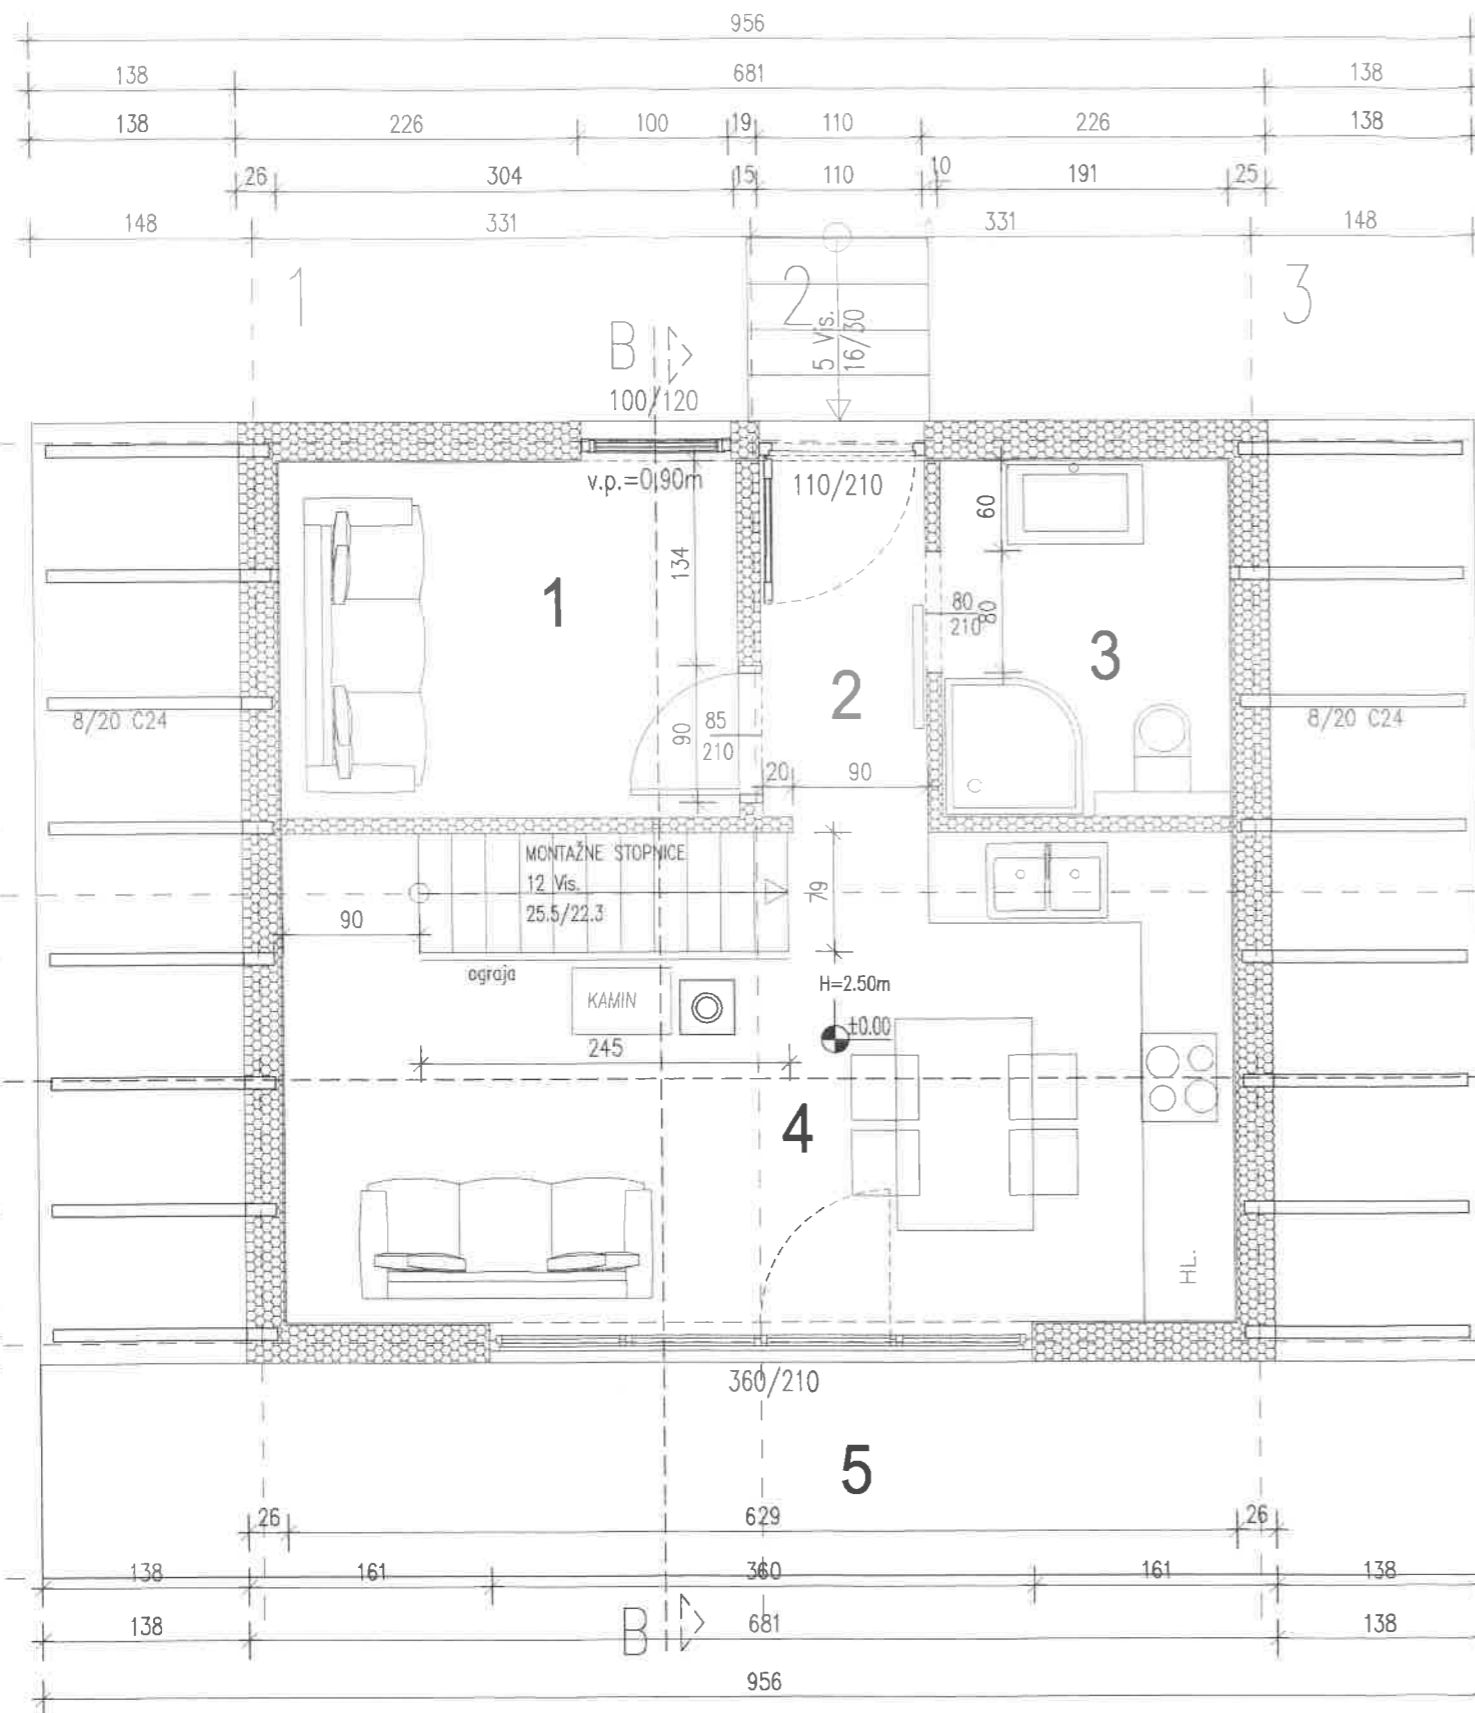 956
138 681 138
138 226 100 19 110 226 138
26 304 15 110 10 191 25
148 331 331 148
1 2 3
5 Vis.
16/30
B
100/120
v.p.=0.90m
110/210
60
134
1
80
210
80
3
2
8/20 C24
8/20 C24
90
85
210
20 90
MONTAŽNE STOPNICE
12 Vis.
25.5/22.3
79
90
ograja
H=2.50m
KAMIN
±0.00
245
4
HL.
360/210
5
26 629 26
138 161 360 161 138
B
138 681 138
956